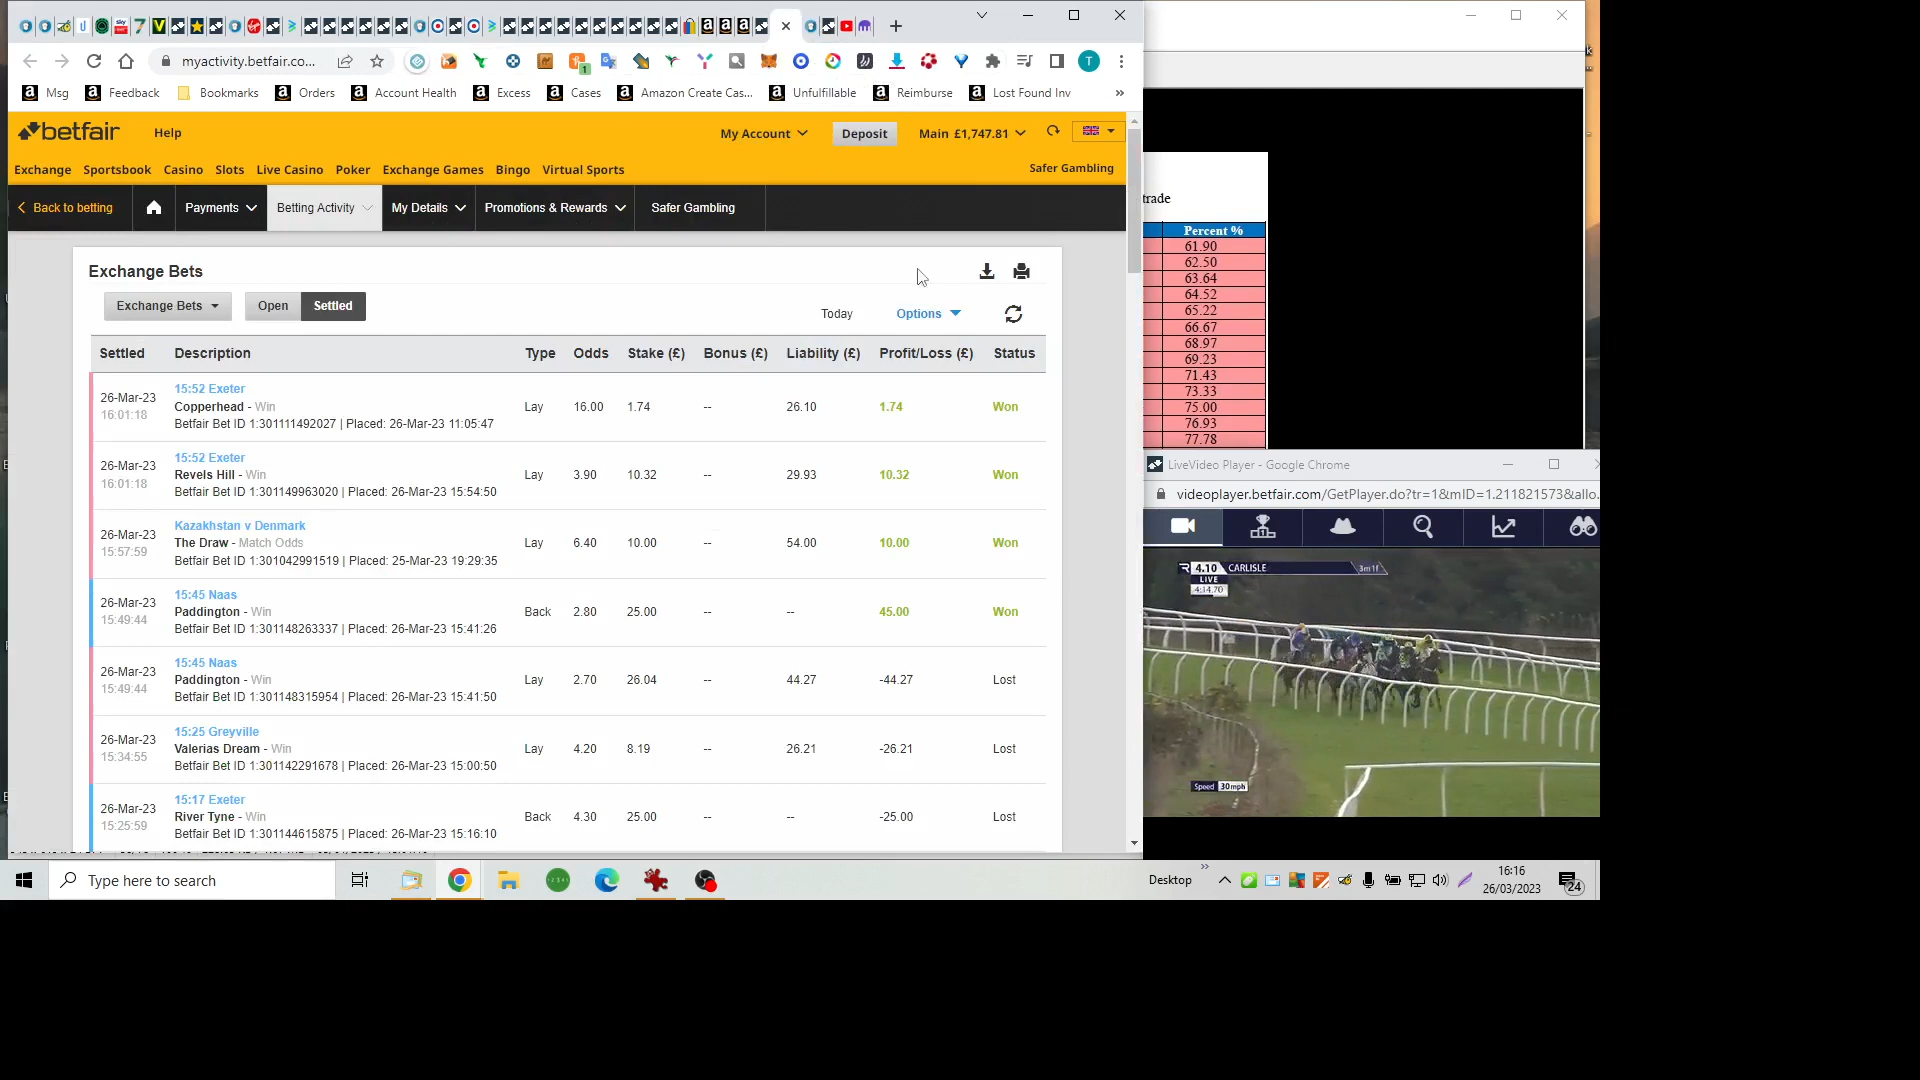 myactivity.betfair.co...
1
T
Msg Feedback Bookmarks Orders Account Health Excess Cases Amazon Create Cas... Unfulfillable Reimburse Lost Found Inv »
betfair Help My Account Deposit Main £1,747.81
Exchange Sportsbook Casino Slots Live Casino Poker Exchange Games Bingo Virtual Sports Safer Gambling
Back to betting Payments Betting Activity My Details Promotions & Rewards Safer Gambling
Exchange Bets
Exchange Bets Open Settled Today Options
Settled Description Type Odds Stake (£) Bonus (£) Liability (£) Profit/Loss (£) Status
15:52 Exeter
26-Mar-23 Copperhead - Win Lay 16.00 1.74 -- 26.10 1.74 Won
16:01:18 Betfair Bet ID 1:301111492027 | Placed: 26-Mar-23 11:05:47
15:52 Exeter
26-Mar-23 Revels Hill - Win Lay 3.90 10.32 -- 29.93 10.32 Won
16:01:18 Betfair Bet ID 1:301149963020 | Placed: 26-Mar-23 15:54:50
Kazakhstan v Denmark
26-Mar-23 The Draw - Match Odds Lay 6.40 10.00 -- 54.00 10.00 Won
15:57:59 Betfair Bet ID 1:301042991519 | Placed: 25-Mar-23 19:29:35
15:45 Naas
26-Mar-23 Paddington - Win Back 2.80 25.00 -- -- 45.00 Won
15:49:44 Betfair Bet ID 1:301148263337 | Placed: 26-Mar-23 15:41:26
15:45 Naas
26-Mar-23 Paddington - Win Lay 2.70 26.04 -- 44.27 -44.27 Lost
15:49:44 Betfair Bet ID 1:301148315954 | Placed: 26-Mar-23 15:41:50
15:25 Greyville
26-Mar-23 Valerias Dream - Win Lay 4.20 8.19 -- 26.21 -26.21 Lost
15:34:55 Betfair Bet ID 1:301142291678 | Placed: 26-Mar-23 15:00:50
15:17 Exeter
26-Mar-23 River Tyne - Win Back 4.30 25.00 -- -- -25.00 Lost
15:25:59 Betfair Bet ID 1:301144615875 | Placed: 26-Mar-23 15:16:10
trade
Percent %
61.90
62.50
63.64
64.52
65.22
66.67
68.97
69.23
71.43
73.33
75.00
76.93
77.78
LiveVideo Player - Google Chrome
videoplayer.betfair.com/GetPlayer.do?tr=1&mID=1.211821573&allo.
R 4.10 CARLISLE 3m1f
LIVE
4:14.70
Speed 30mph
Type here to search
Desktop »
16:16
26/03/2023
24